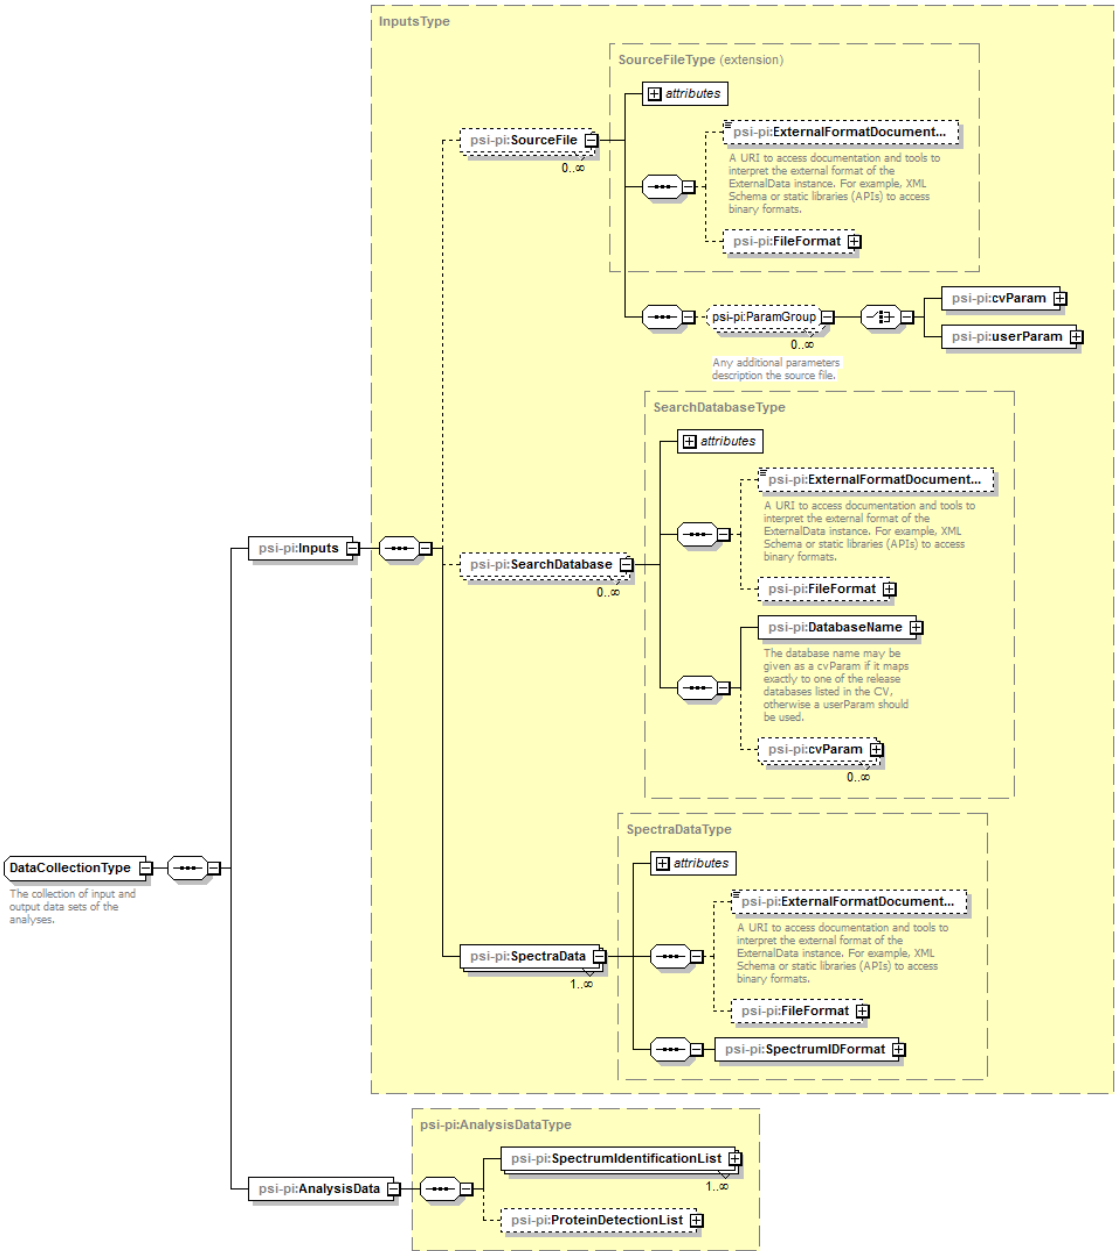 InputsType
SourceFileType (extension)
attributes
psi-pi:ExternalFormatDocument...
A URI to access documentation and tools to
interpret the external format of the
ExternalData instance. For example, XML
Schema or static libraries (APIs) to access
binary formats.
psi-pi:SourceFile
0..∞
psi-pi:FileFormat
psi-pi:ParamGroup
0..∞
Any additional parameters
description the source file.
psi-pi:cvParam
psi-pi:userParam
SearchDatabaseType
attributes
psi-pi:ExternalFormatDocument...
A URI to access documentation and tools to
interpret the external format of the
ExternalData instance. For example, XML
Schema or static libraries (APIs) to access
binary formats.
psi-pi:Inputs
psi-pi:SearchDatabase
0..∞
psi-pi:FileFormat
psi-pi:DatabaseName
The database name may be
given as a cvParam if it maps
exactly to one of the release
databases listed in the CV,
otherwise a userParam should
be used.
psi-pi:cvParam
0..∞
SpectraDataType
attributes
DataCollectionType
The collection of input and
output data sets of the
analyses.
psi-pi:ExternalFormatDocument...
A URI to access documentation and tools to
interpret the external format of the
ExternalData instance. For example, XML
Schema or static libraries (APIs) to access
binary formats.
psi-pi:SpectraData
1..∞
psi-pi:FileFormat
psi-pi:SpectrumIDFormat
psi-pi:AnalysisDataType
psi-pi:SpectrumIdentificationList
1..∞
psi-pi:AnalysisData
psi-pi:ProteinDetectionList